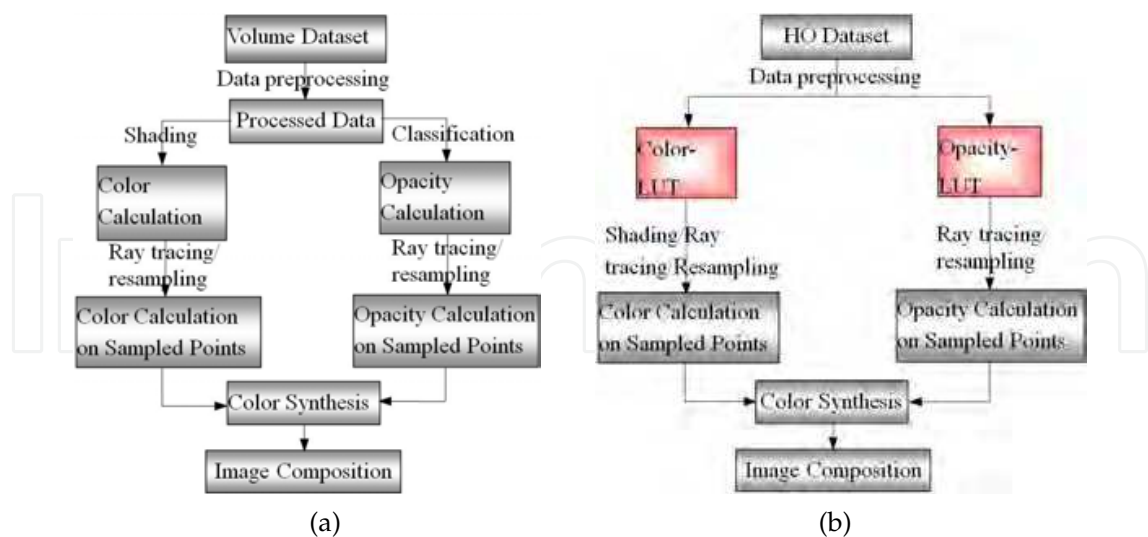 Volume Dataset
Data preprocessing
Processed Data
Shading
Classification
Color
Calculation
Opacity
Calculation
Ray tracing/
resampling
Ray tracing/
resampling
Color Calculation
on Sampled Points
Opacity Calculation
on Sampled Points
Color Synthesis
Image Composition
(a)
HO Dataset
Data preprocessing
Color-
LUT
Opacity-
LUT
Shading/Ray
tracing/Resampling
Ray tracing/
resampling
Color Calculation
on Sampled Points
Opacity Calculation
on Sampled Points
Color Synthesis
Image Composition
(b)